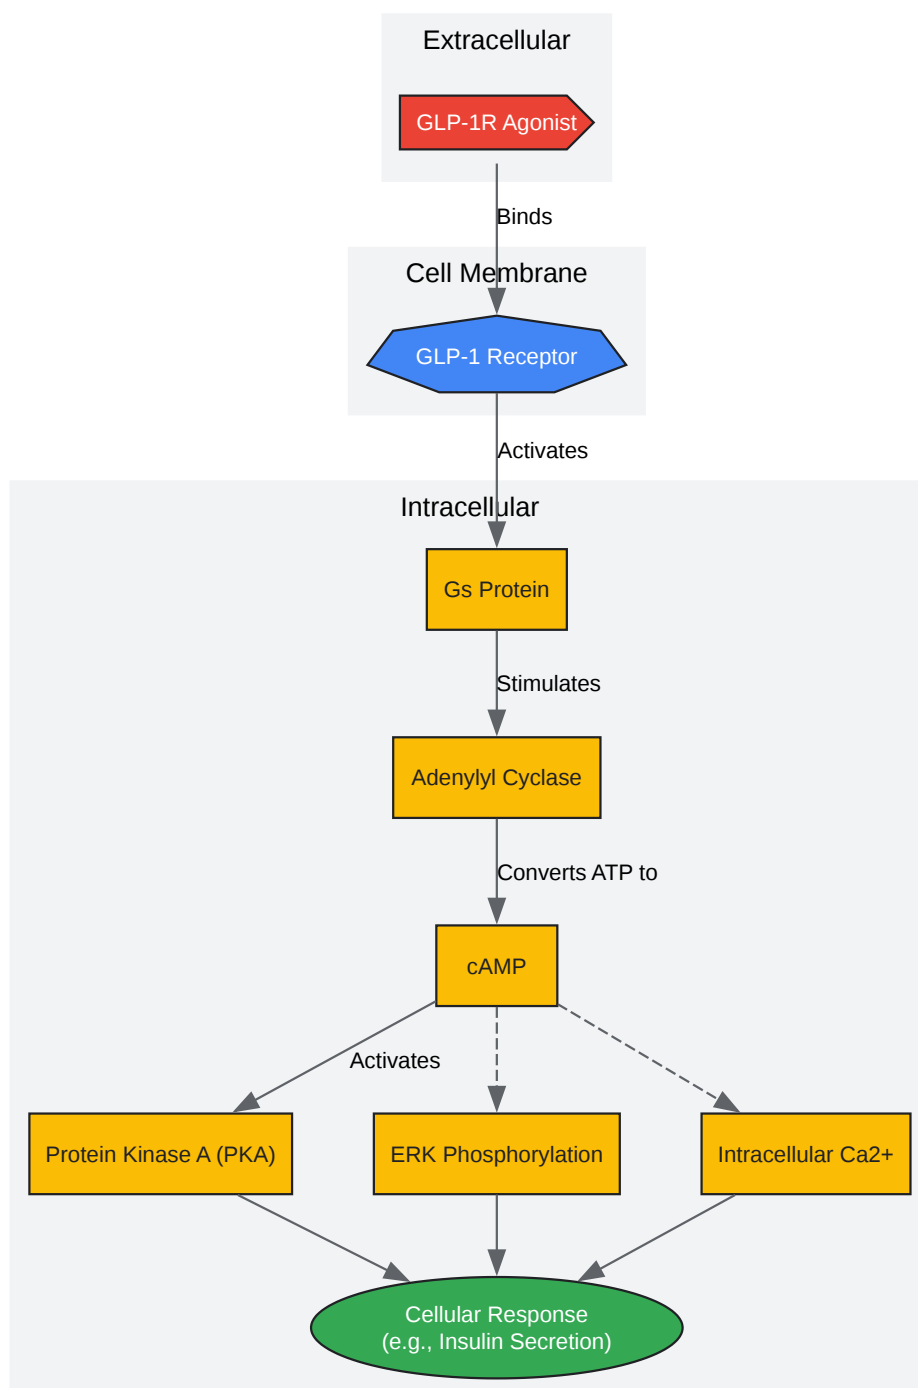 Extracellular
GLP-1R Agonist
Binds
Cell Membrane
GLP-1 Receptor
Activates
Intracellular
Gs Protein
Stimulates
Adenylyl Cyclase
Converts ATP to
cAMP
Activates
Protein Kinase A (PKA)
ERK Phosphorylation
Intracellular Ca2+
Cellular Response
(e.g., Insulin Secretion)